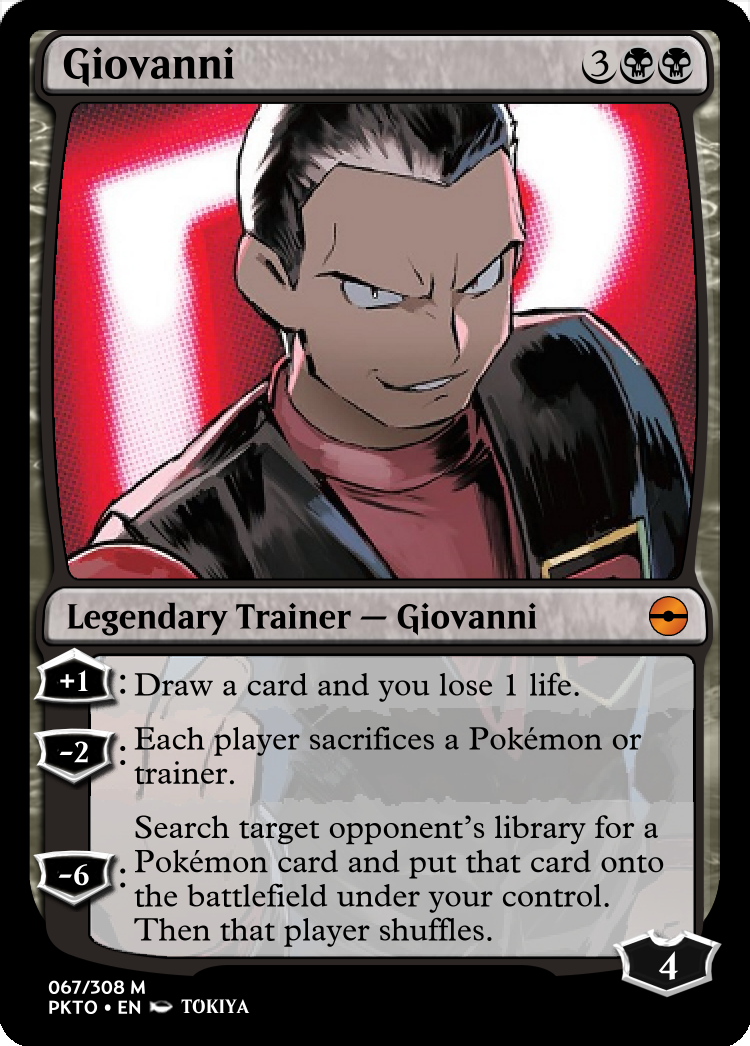 Giovanni 3
Legendary Trainer — Giovanni
+1 : Draw a card and you lose 1 life.
−2 : Each player sacrifices a Pokémon or
trainer.
Search target opponent's library for a
−6 : Pokémon card and put that card onto
the battlefield under your control.
Then that player shuffles.
4
067/308 M
PKTO • EN TOKIYA